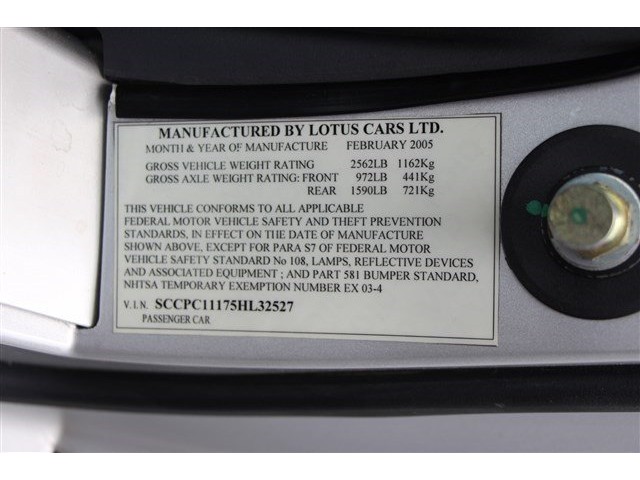 MANUFACTURED BY LOTUS CARS LTD.
MONTH & YEAR OF MANUFACTURE FEBRUARY 2005
GROSS VEHICLE WEIGHT RATING 2562LB 1162Kg
GROSS AXLE WEIGHT RATING: FRONT 972LB 441Kg
REAR 1590LB 721Kg
THIS VEHICLE CONFORMS TO ALL APPLICABLE
FEDERAL MOTOR VEHICLE SAFETY AND THEFT PREVENTION
STANDARDS, IN EFFECT ON THE DATE OF MANUFACTURE
SHOWN ABOVE, EXCEPT FOR PARA S7 OF FEDERAL MOTOR
VEHICLE SAFETY STANDARD No 108, LAMPS, REFLECTIVE DEVICES
AND ASSOCIATED EQUIPMENT ; AND PART 581 BUMPER STANDARD,
NHTSA TEMPORARY EXEMPTION NUMBER EX 03-4
V.I.N. SCCPC11175HL32527
PASSENGER CAR